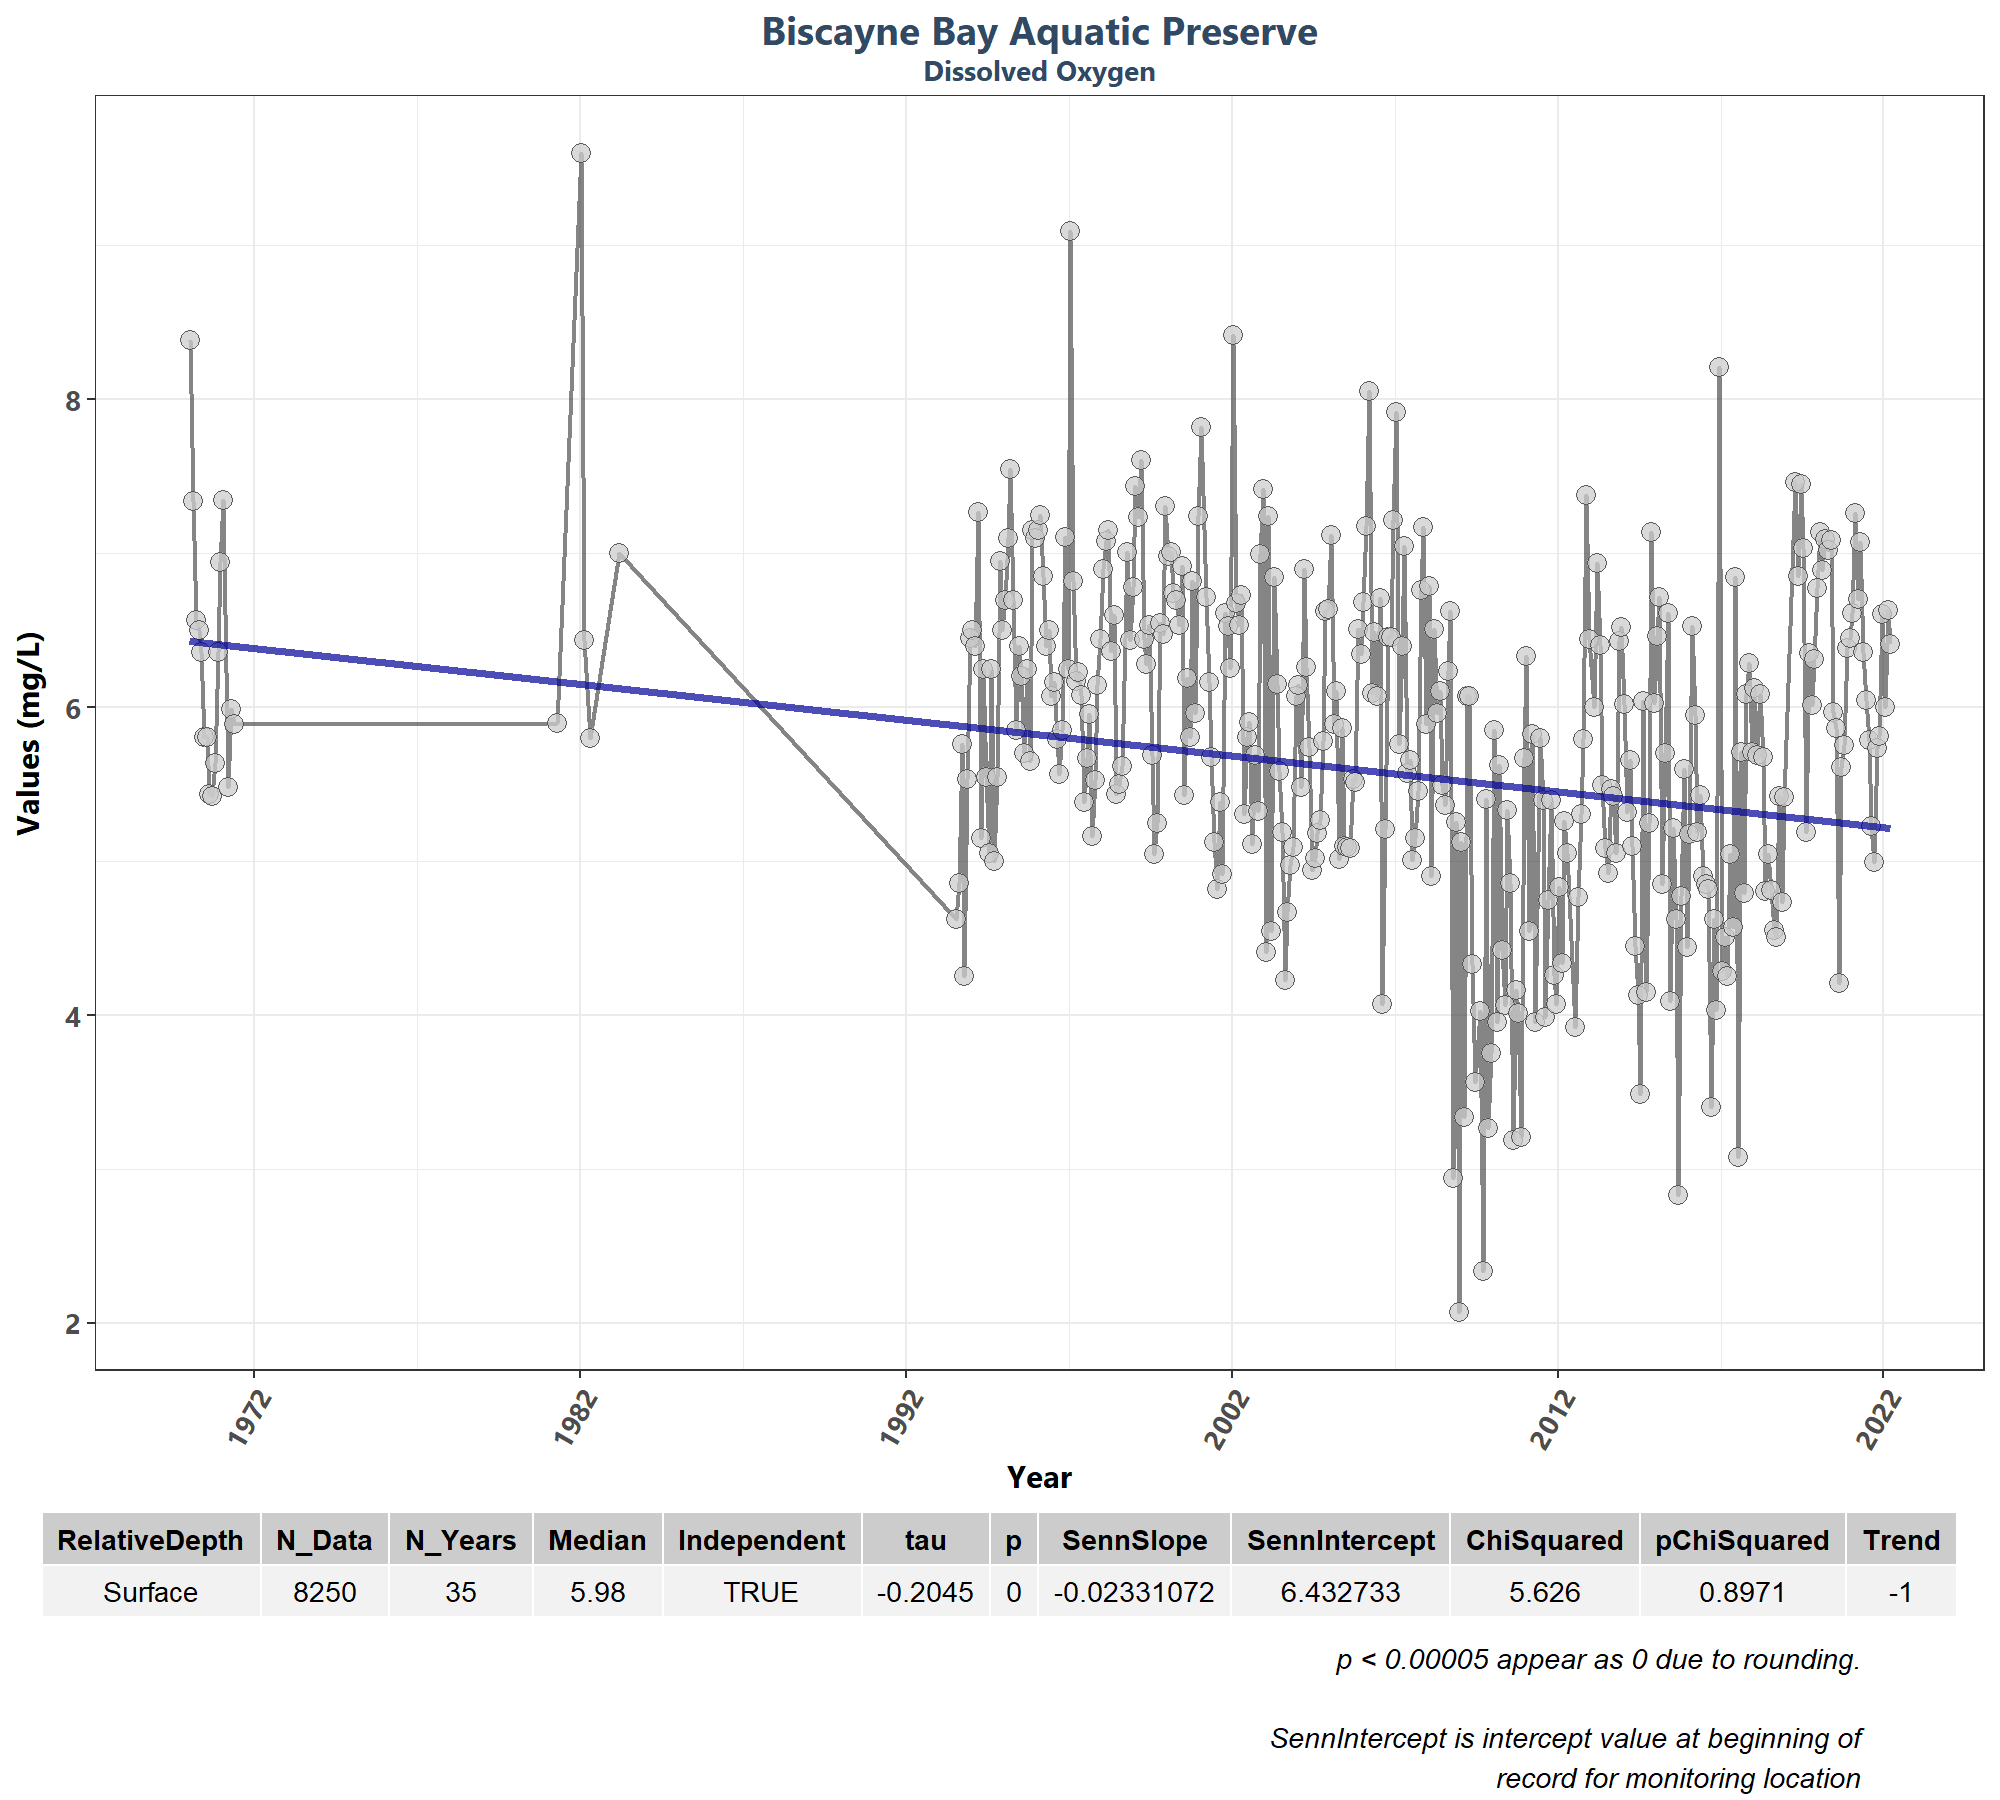 Biscayne Bay Aquatic Preserve
Dissolved Oxygen
Values (mg/L)
8
6
4
2
1972 1982 1992 2002 2012 2022
Year
RelativeDepth N_Data N_Years Median Independent tau p SennSlope SennIntercept ChiSquared pChiSquared Trend
Surface 8250 35 5.98 TRUE -0.2045 0 -0.02331072 6.432733 5.626 0.8971 -1
p < 0.00005 appear as 0 due to rounding.
SennIntercept is intercept value at beginning of
record for monitoring location